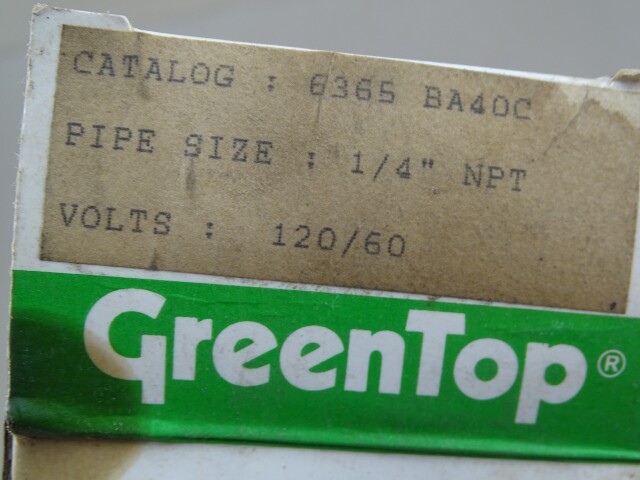 CATALOG : 6365 BA40C
PIPE SIZE : 1/4" NPT
VOLTS : 120/60
GreenTop®